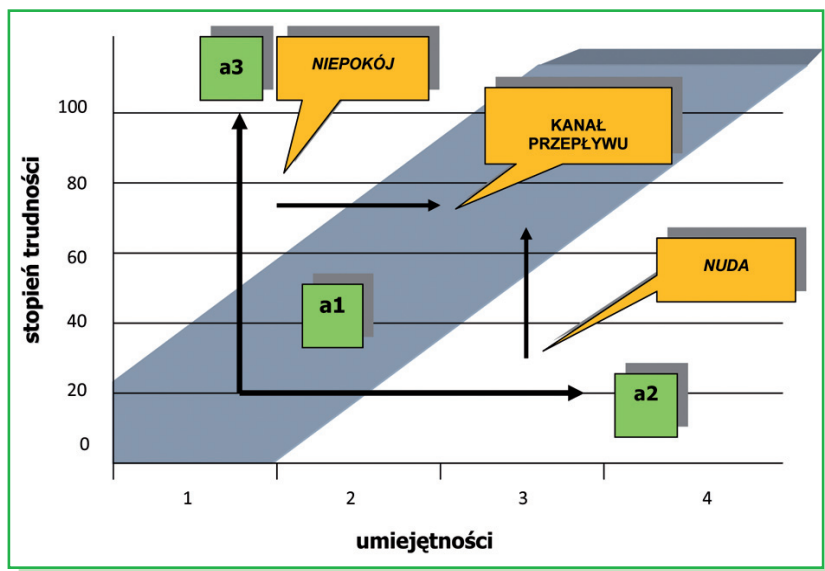 a3
NIEPOKÓJ
KANAŁ
PRZEPŁYWU
NUDA
a1
a2
stopień trudności
100
80
60
40
20
0
1 2 3 4
umiejętności